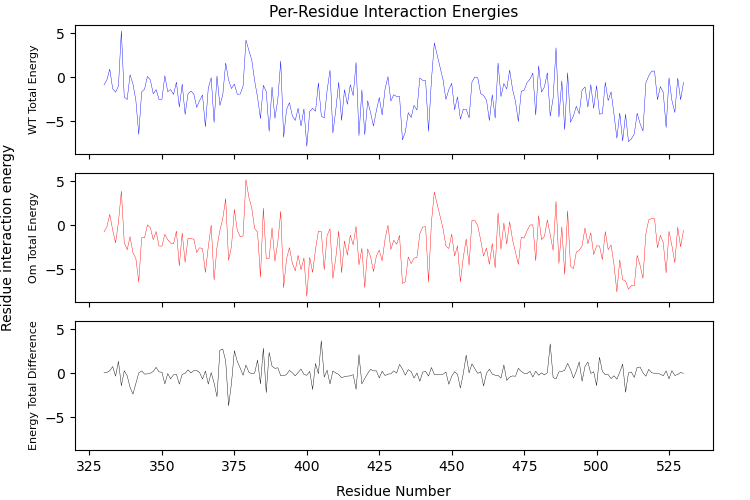 Per-Residue Interaction Energies
Residue interaction energy
WT Total Energy
5
0
−5
Om Total Energy
5
0
−5
Energy Total Difference
5
0
−5
325 350 375 400 425 450 475 500 525
Residue Number